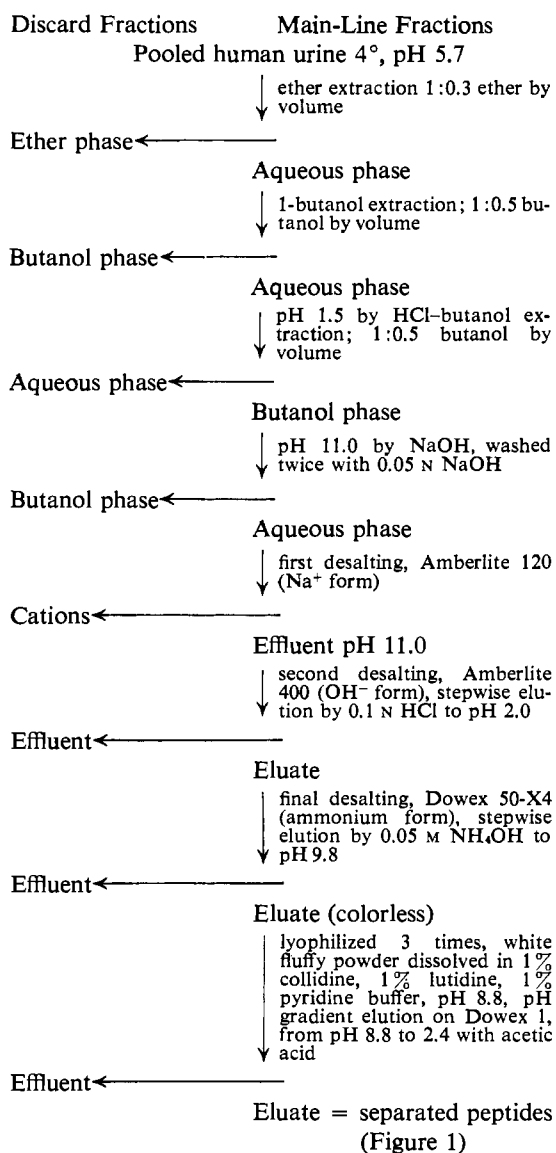 Discard Fractions Main-Line Fractions
Pooled human urine 4°, pH 5.7
ether extraction 1:0.3 ether by
volume
Ether phase
Aqueous phase
1-butanol extraction; 1:0.5 bu-
tanol by volume
Butanol phase
Aqueous phase
pH 1.5 by HCl–butanol ex-
traction; 1:0.5 butanol by
volume
Aqueous phase
Butanol phase
pH 11.0 by NaOH, washed
twice with 0.05 N NaOH
Butanol phase
Aqueous phase
first desalting, Amberlite 120
(Na⁺ form)
Cations
Effluent pH 11.0
second desalting, Amberlite
400 (OH⁻ form), stepwise elu-
tion by 0.1 N HCl to pH 2.0
Effluent
Eluate
final desalting, Dowex 50-X4
(ammonium form), stepwise
elution by 0.05 M NH₄OH to
pH 9.8
Effluent
Eluate (colorless)
lyophilized 3 times, white
fluffy powder dissolved in 1%
collidine, 1% lutidine, 1%
pyridine buffer, pH 8.8, pH
gradient elution on Dowex 1,
from pH 8.8 to 2.4 with acetic
acid
Effluent
Eluate = separated peptides
(Figure 1)